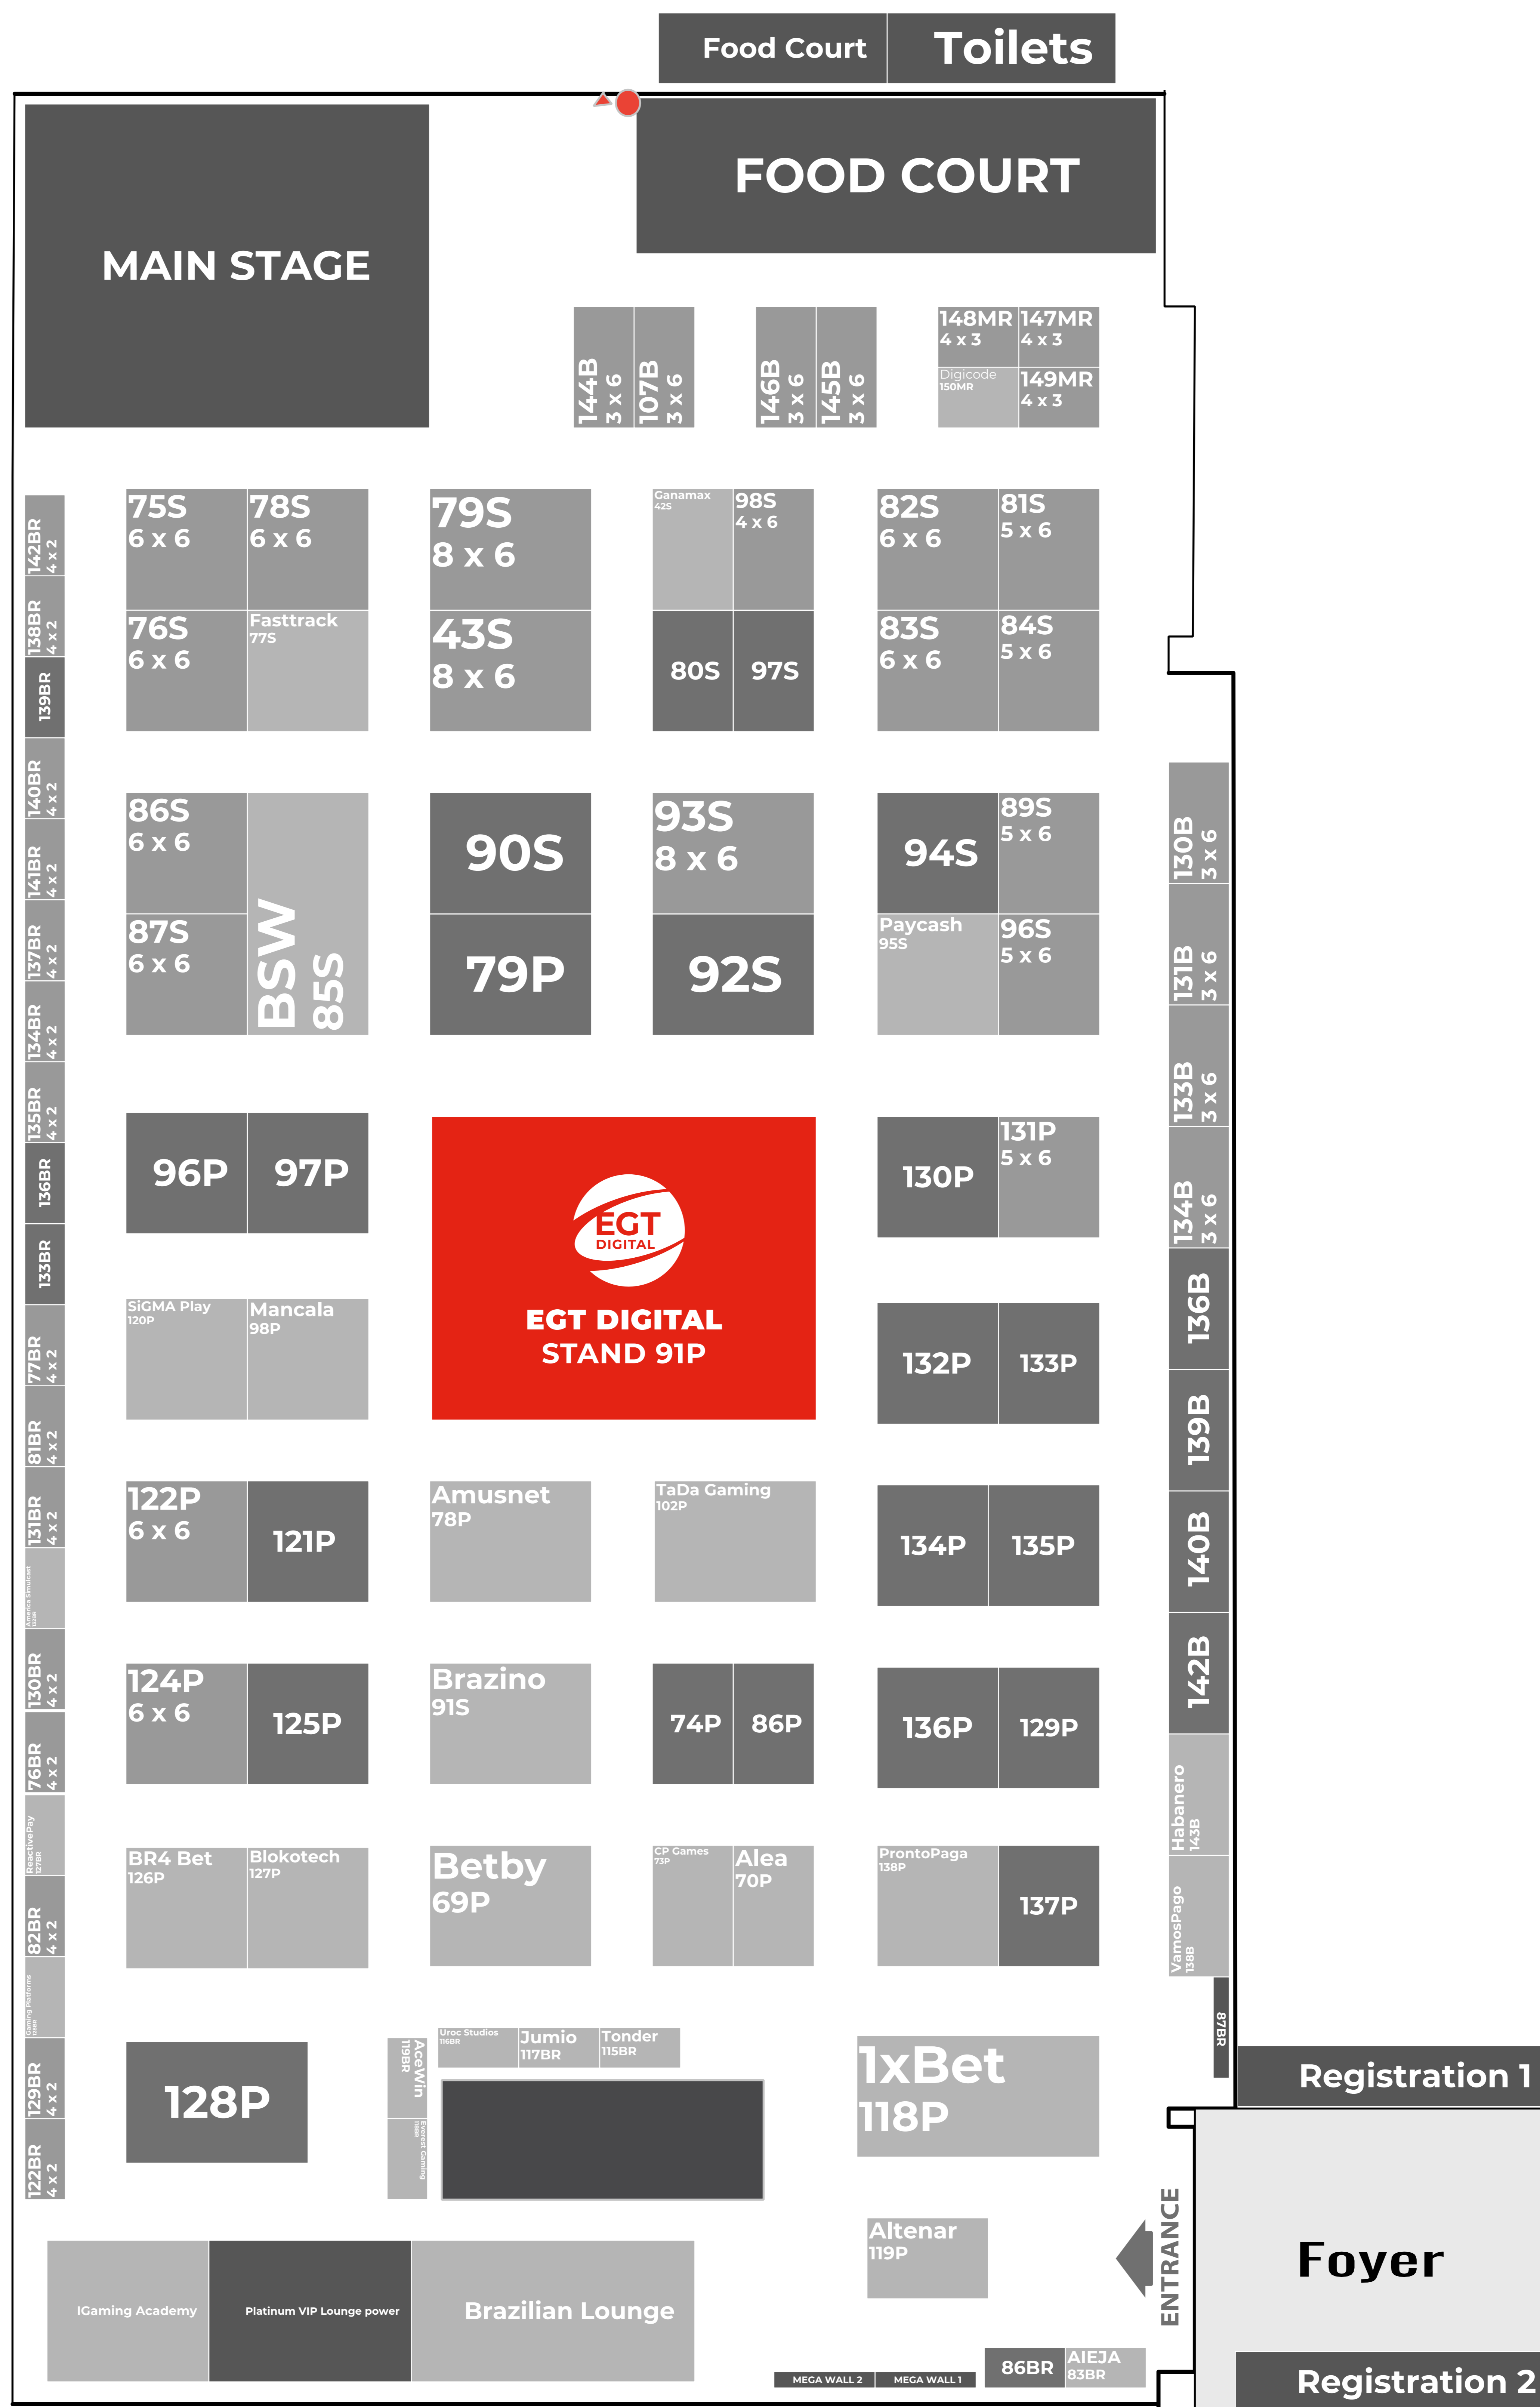 Food Court
Toilets
MAIN STAGE
FOOD COURT
144B
3 x 6
107B
3 x 6
146B
3 x 6
145B
3 x 6
148MR
4 x 3
147MR
4 x 3
Digicode
150MR
149MR
4 x 3
142BR
4 x 2
138BR
4 x 2
139BR
140BR
4 x 2
141BR
4 x 2
137BR
4 x 2
134BR
4 x 2
135BR
4 x 2
136BR
133BR
77BR
4 x 2
81BR
4 x 2
131BR
4 x 2
America Simulcast
130BR
4 x 2
76BR
4 x 2
ReactivePay
127BR
82BR
4 x 2
Gaming Platforms
129BR
4 x 2
122BR
4 x 2
75S
6 x 6
78S
6 x 6
76S
6 x 6
Fasttrack
77S
79S
8 x 6
43S
8 x 6
Ganamax
42S
98S
4 x 6
80S
97S
82S
6 x 6
81S
5 x 6
83S
6 x 6
84S
5 x 6
86S
6 x 6
87S
6 x 6
BSW
85S
90S
79P
93S
8 x 6
92S
94S
89S
5 x 6
Paycash
95S
96S
5 x 6
130B
3 x 6
131B
3 x 6
133B
3 x 6
134B
3 x 6
136B
139B
140B
142B
Habanero
143B
VamosPago
138B
87BR
96P
97P
EGT
DIGITAL
EGT DIGITAL
STAND 91P
130P
131P
5 x 6
SiGMA Play
120P
Mancala
98P
132P
133P
122P
6 x 6
121P
Amusnet
78P
TaDa Gaming
102P
134P
135P
124P
6 x 6
125P
Brazino
91S
74P
86P
136P
129P
BR4 Bet
126P
Blokotech
127P
Betby
69P
CP Games
73P
Alea
70P
ProntoPaga
138P
137P
128P
AceWin
119BR
Everest Gaming
118BR
Uroc Studios
116BR
Jumio
117BR
Tonder
115BR
1xBet
118P
Altenar
119P
ENTRANCE
Registration 1
Foyer
Registration 2
IGaming Academy
Platinum VIP Lounge power
Brazilian Lounge
MEGA WALL 2
MEGA WALL 1
86BR
AIEJA
83BR